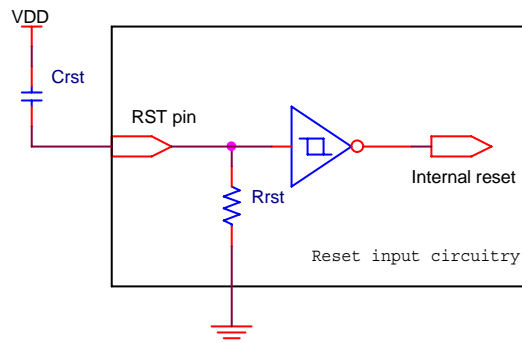 VDD
Crst
RST pin
Rrst
Internal reset
Reset input circuitry